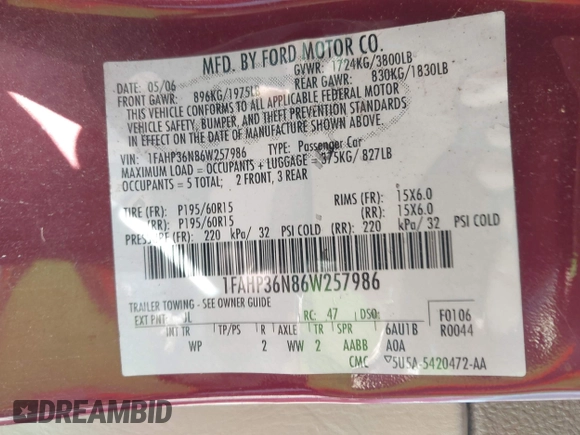 MFD. BY FORD MOTOR CO.
DATE: 05/06 GVWR: 1724KG/3800LB
FRONT GAWR: 896KG/1975LB REAR GAWR: 830KG/1830LB
THIS VEHICLE CONFORMS TO ALL APPLICABLE FEDERAL MOTOR
VEHICLE SAFETY, BUMPER, AND THEFT PREVENTION STANDARDS
IN EFFECT ON THE DATE OF MANUFACTURE SHOWN ABOVE.
VIN: 1FAHP36N86W257986 TYPE: Passenger Car
MAXIMUM LOAD = OCCUPANTS + LUGGAGE = 375KG/ 827LB
OCCUPANTS = 5 TOTAL; 2 FRONT, 3 REAR
TIRE (FR): P195/60R15 RIMS (FR): 15X6.0
(RR): P195/60R15 (RR): 15X6.0
PRESSURE (FR): 220 kPa/ 32 PSI COLD (RR): 220 kPa/ 32 PSI COLD
1FAHP36N86W257986
TRAILER TOWING - SEE OWNER GUIDE
EXT PNT: JL RC: 47 DSO: F0106
INT TR TP/PS R AXLE TR SPR 6AU1B R0044
WP 2 WW 2 AABB A0A
CMC ▽5U5A-5420472-AA
DREAMBID